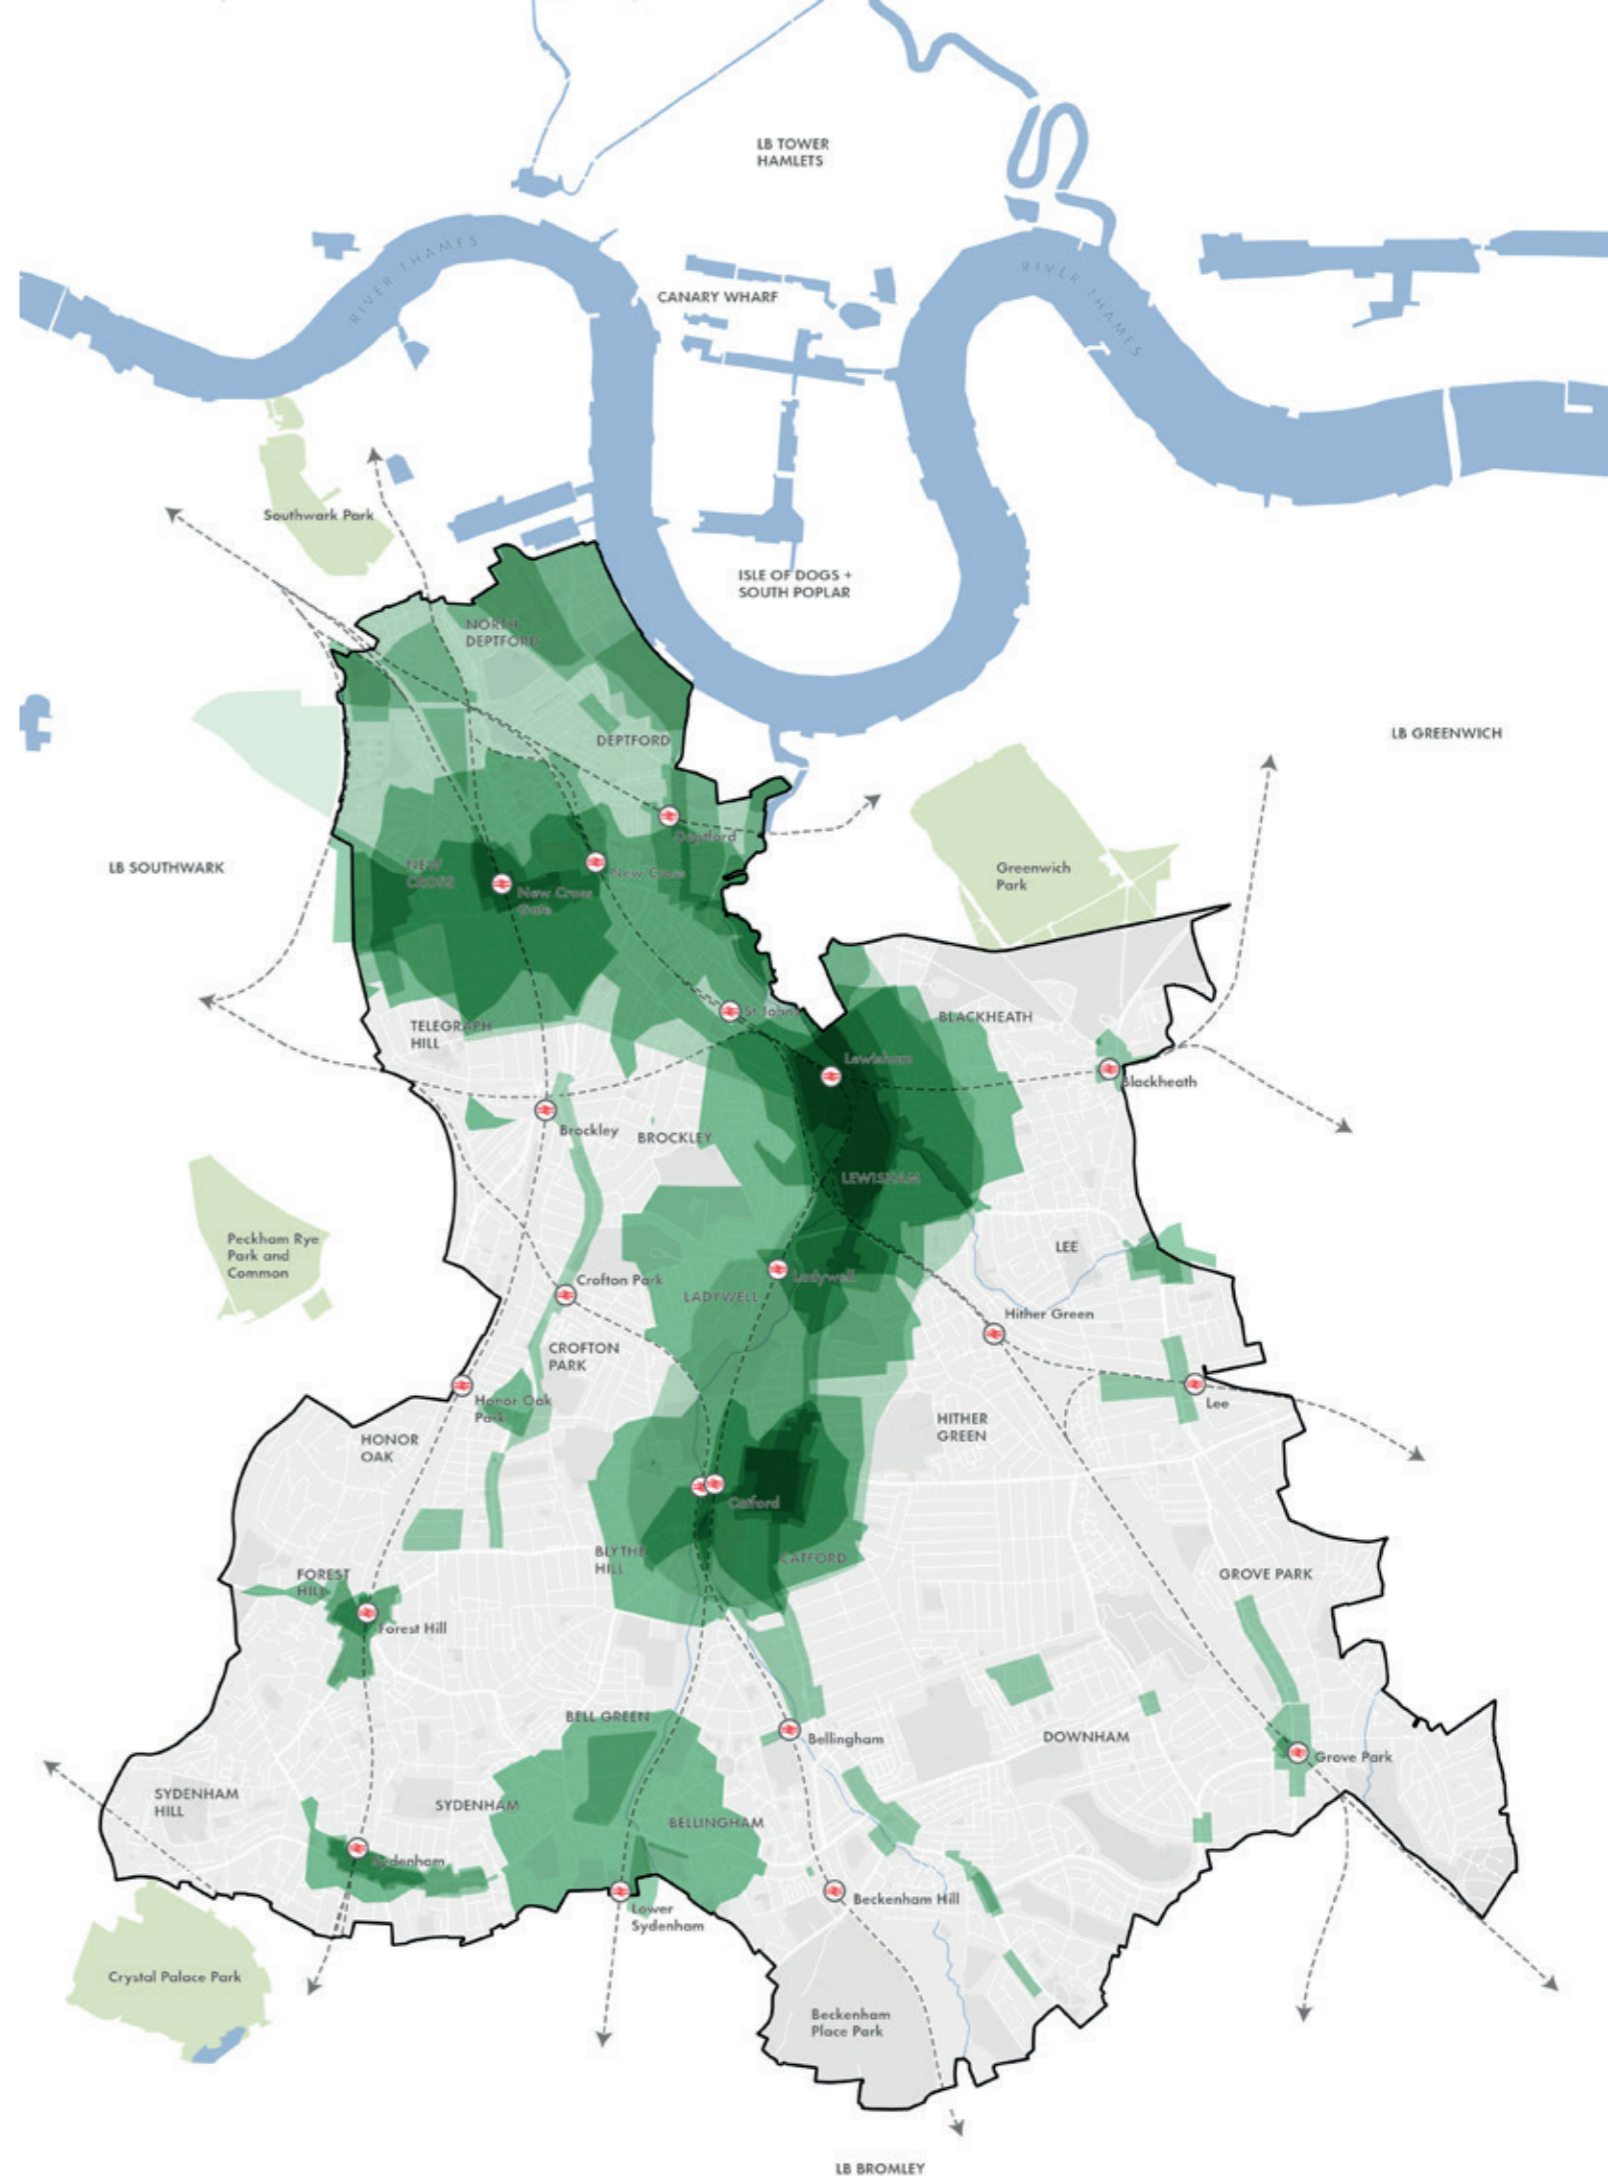 LB TOWER
HAMLETS
RIVER THAMES
RIVER THAMES
CANARY WHARF
Southwark Park
ISLE OF DOGS +
SOUTH POPLAR
NORTH
DEPTFORD
LB GREENWICH
DEPTFORD
Deptford
LB SOUTHWARK
NEW
CROSS
New Cross
New Cross
Gate
Greenwich
Park
St Johns
TELEGRAPH
HILL
BLACKHEATH
Lewisham
Blackheath
Brockley
BROCKLEY
LEWISHAM
Peckham Rye
Park and
Common
LEE
Crofton Park
Ladywell
LADYWELL
Hither Green
CROFTON
PARK
Honor Oak
Park
Lee
HONOR
OAK
HITHER
GREEN
Catford
BLYTHE
HILL
CATFORD
FOREST
HILL
GROVE PARK
Forest Hill
BELL GREEN
Bellingham
DOWNHAM
Grove Park
SYDENHAM
HILL
SYDENHAM
BELLINGHAM
Sydenham
Beckenham Hill
Lower
Sydenham
Crystal Palace Park
Beckenham
Place Park
LB BROMLEY